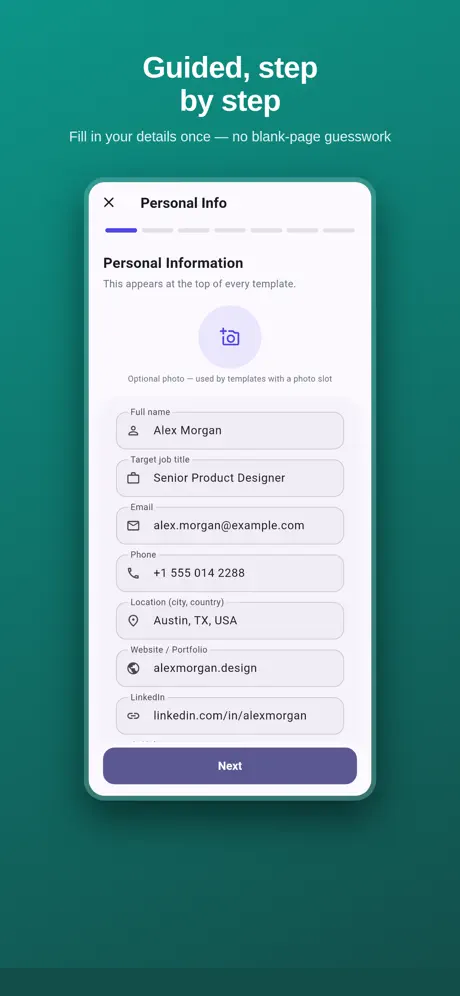 Guided, step
by step
Fill in your details once — no blank-page guesswork
Personal Info
Personal Information
This appears at the top of every template.
Optional photo — used by templates with a photo slot
Full name
Alex Morgan
Target job title
Senior Product Designer
Email
alex.morgan@example.com
Phone
+1 555 014 2288
Location (city, country)
Austin, TX, USA
Website / Portfolio
alexmorgan.design
LinkedIn
linkedin.com/in/alexmorgan
Next